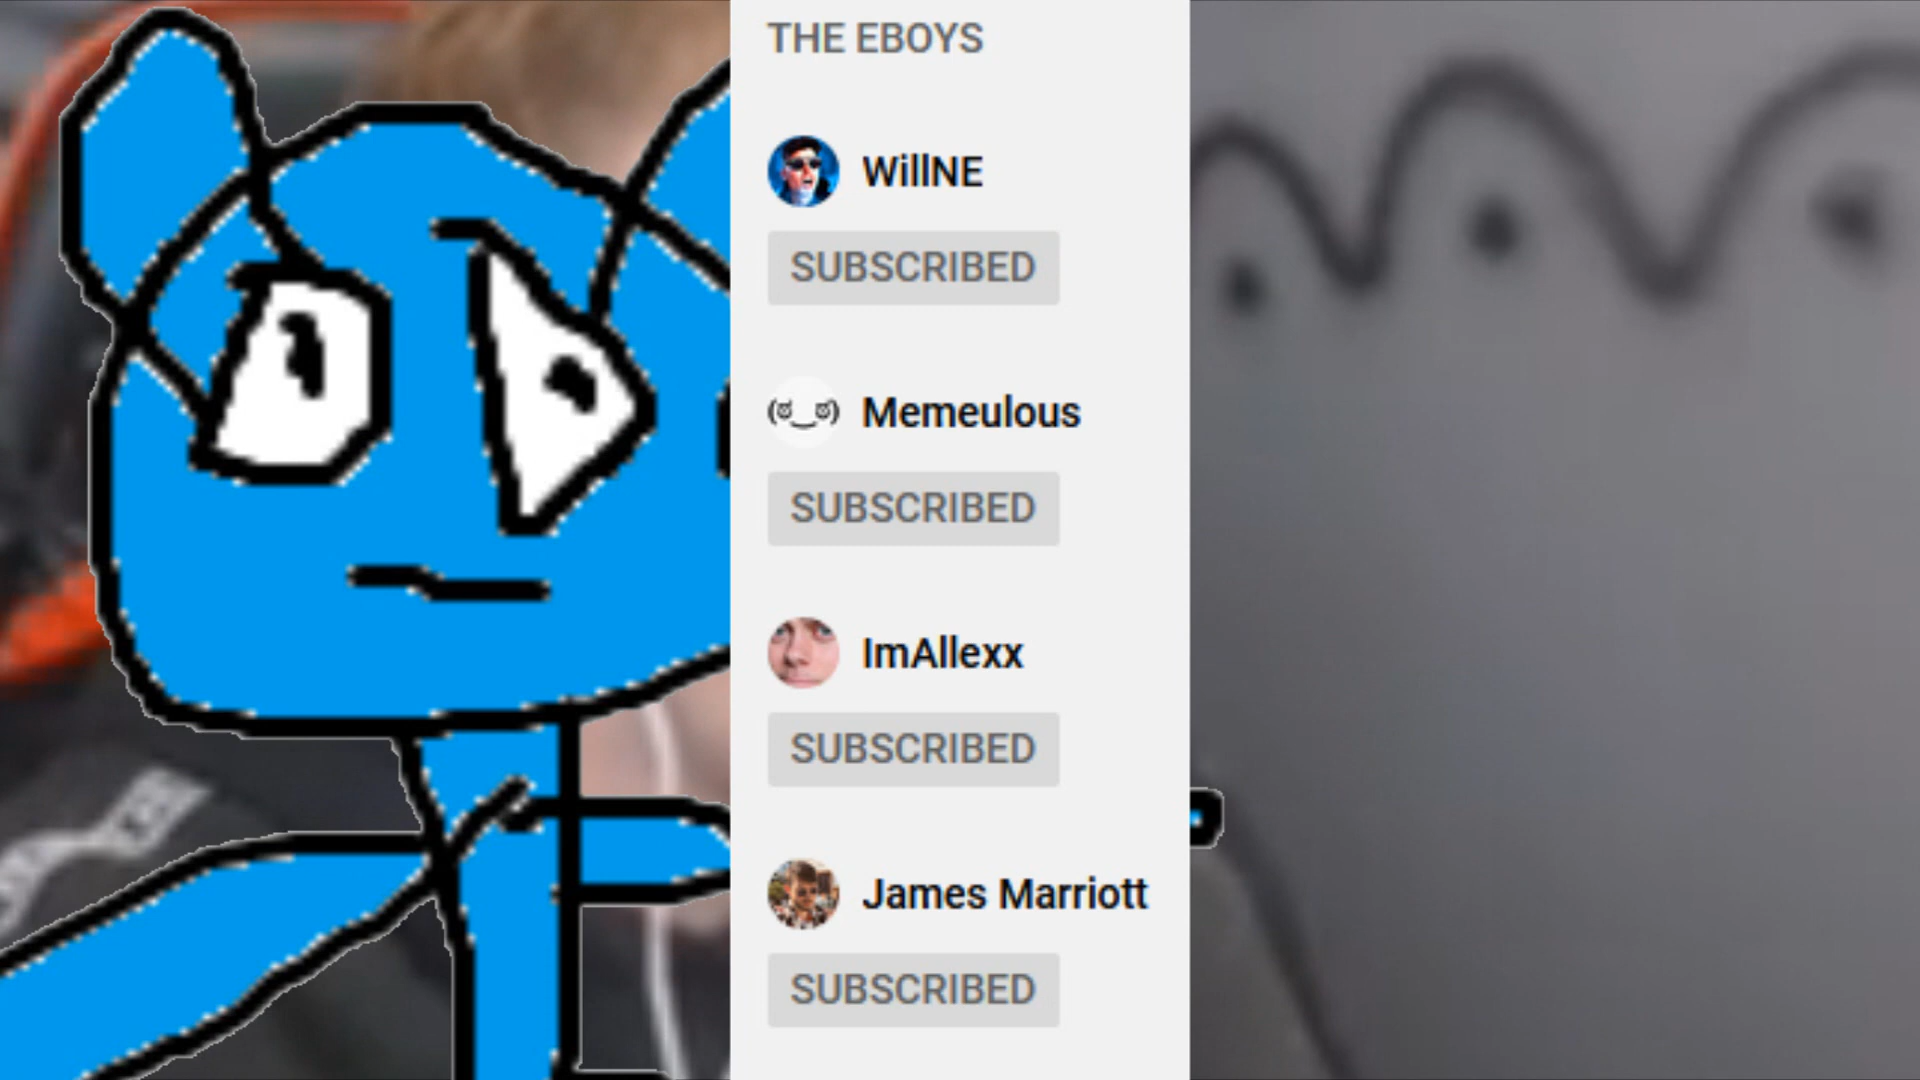 THE EBOYS
WillNE
SUBSCRIBED
Memeulous
SUBSCRIBED
ImAllexx
SUBSCRIBED
James Marriott
SUBSCRIBED